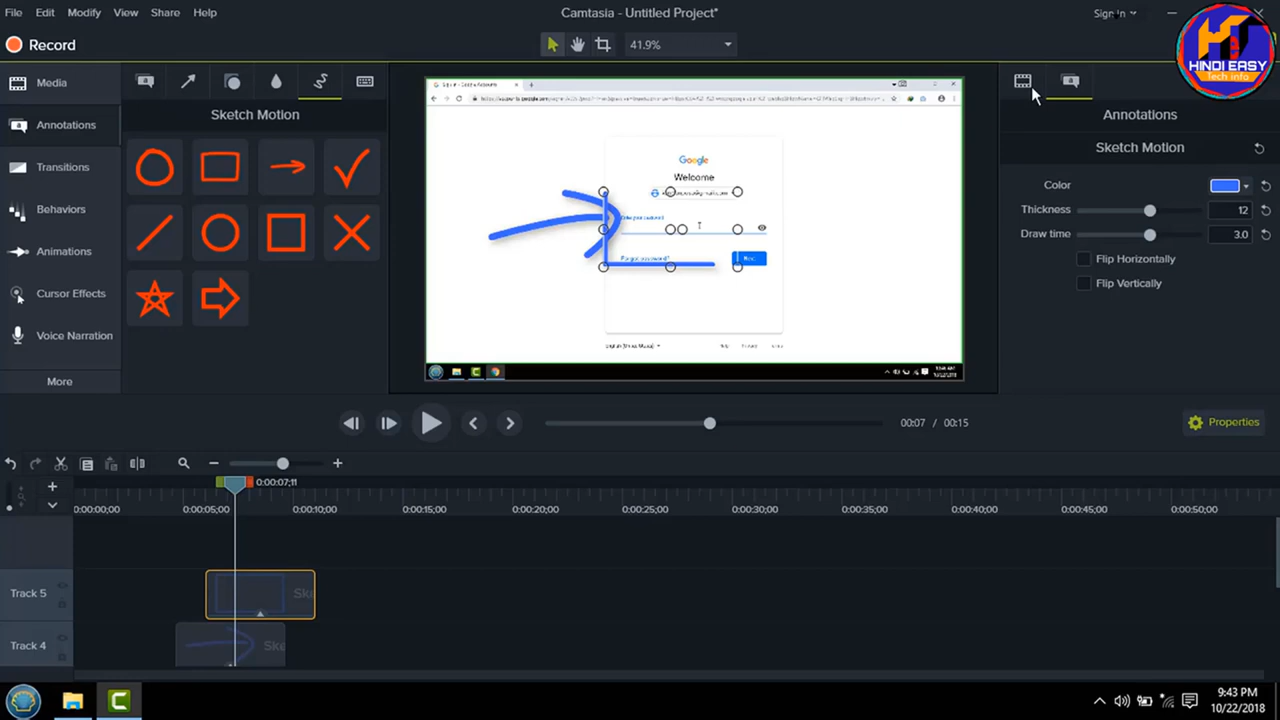 File Edit Modify View Share Help
Camtasia - Untitled Project*
Sign In
Record
41.9%
HINDI EASY
Tech info
Media
Annotations
Transitions
Behaviors
Voice Narration
More
Sketch Motion
Google
Welcome
Forgot password?
English (United States)
Annotations
Sketch Motion
Color
Thickness 12
Draw time 3.0
Flip Horizontally
Flip Vertically
00:07 / 00:15
Properties
0:00:07;11
0:00:00;00 0:00:05;00 0:00:10;00 0:00:15;00 0:00:20;00 0:00:25;00 0:00:30;00 0:00:35;00 0:00:40;00 0:00:45;00 0:00:50;00
Track 5
Track 4
9:43 PM
10/22/2018